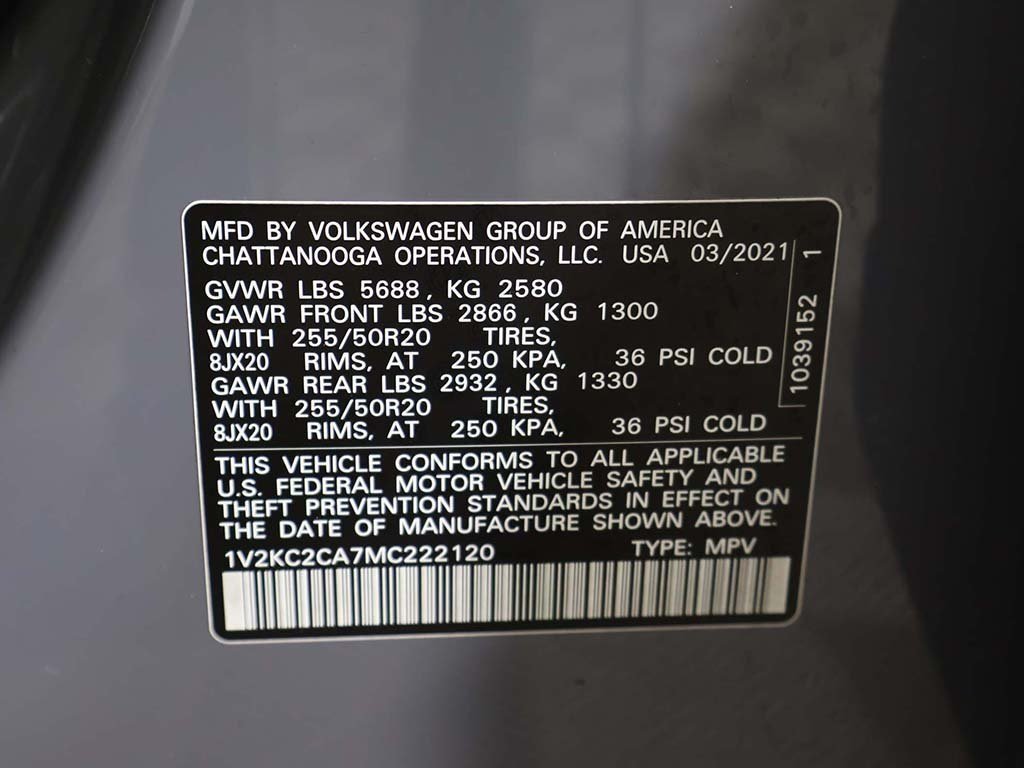 MFD BY VOLKSWAGEN GROUP OF AMERICA
CHATTANOOGA OPERATIONS, LLC. USA 03/2021
GVWR LBS 5688, KG 2580
GAWR FRONT LBS 2866, KG 1300
WITH 255/50R20 TIRES,
8JX20 RIMS, AT 250 KPA, 36 PSI COLD
GAWR REAR LBS 2932, KG 1330
WITH 255/50R20 TIRES,
8JX20 RIMS, AT 250 KPA, 36 PSI COLD
1039152 1
THIS VEHICLE CONFORMS TO ALL APPLICABLE
U.S. FEDERAL MOTOR VEHICLE SAFETY AND
THEFT PREVENTION STANDARDS IN EFFECT ON
THE DATE OF MANUFACTURE SHOWN ABOVE.
1V2KC2CA7MC222120 TYPE: MPV